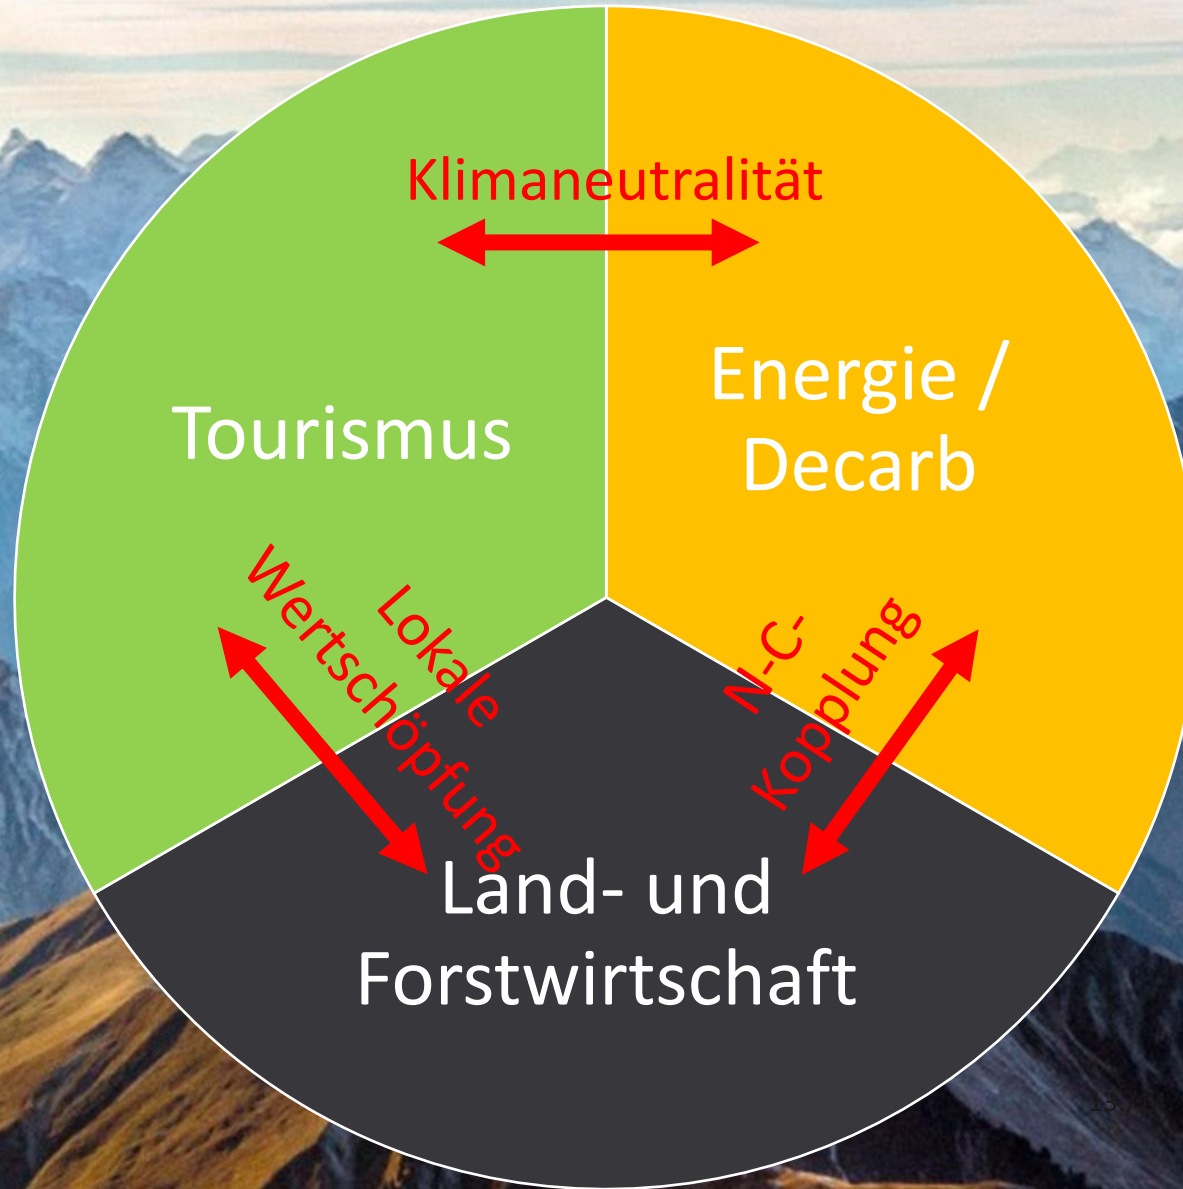 Klimaneutralität
Energie /
Decarb
Tourismus
Lokale
Wertschöpfung
N-C-
Kopplung
Land- und
Forstwirtschaft